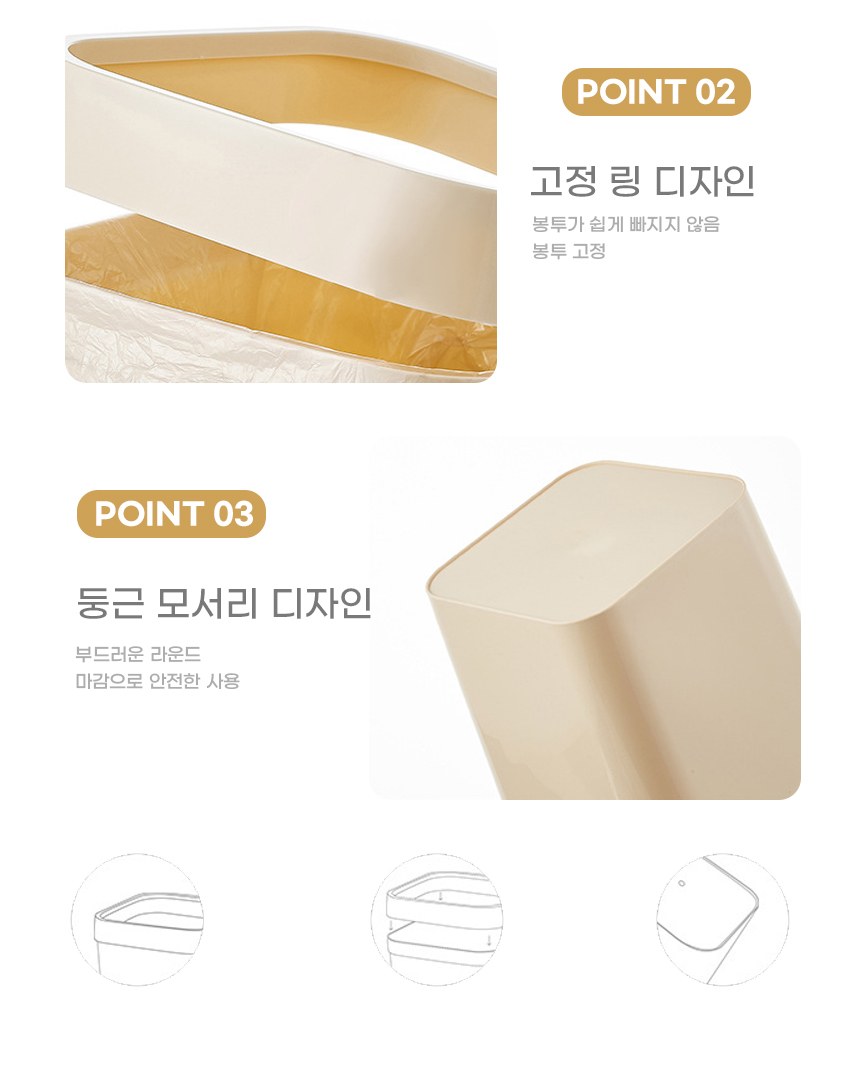 POINT 02
고정 링 디자인
봉투가 쉽게 빠지지 않음
봉투 고정
POINT 03
둥근 모서리 디자인
부드러운 라운드
마감으로 안전한 사용